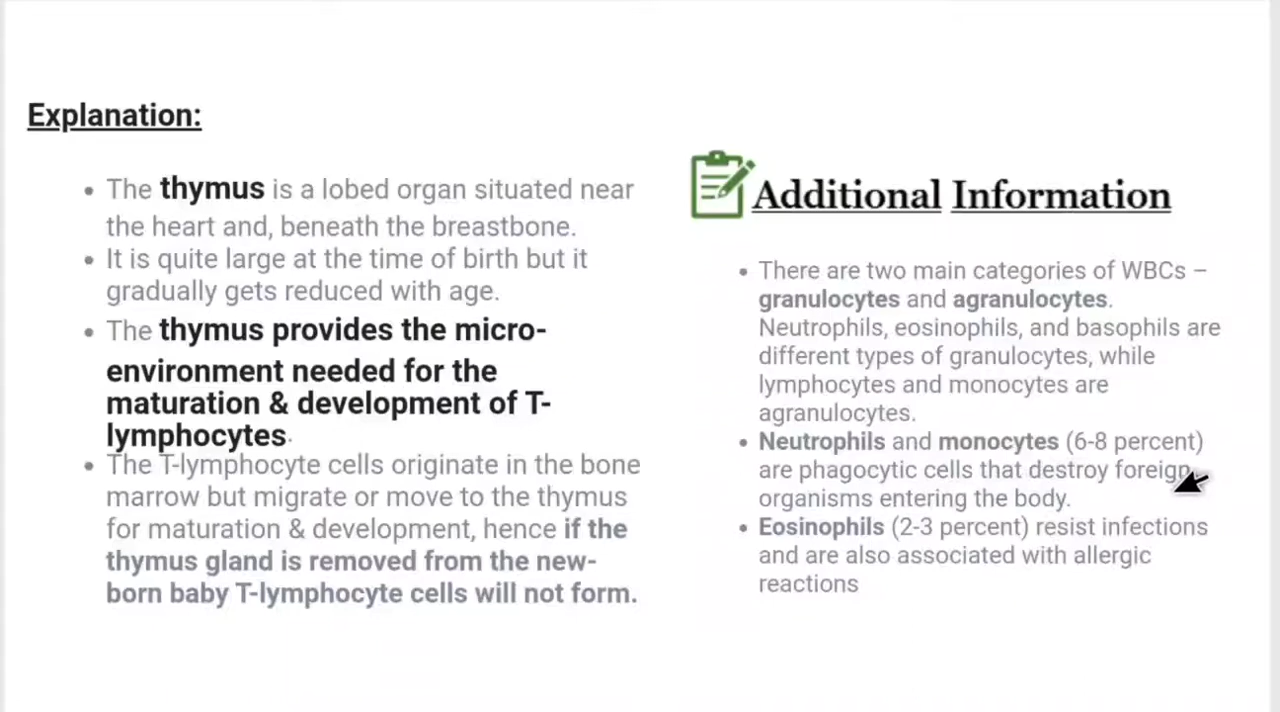 Explanation:
The thymus is a lobed organ situated near
the heart and, beneath the breastbone.
It is quite large at the time of birth but it
gradually gets reduced with age.
The thymus provides the micro-
environment needed for the
maturation & development of T-
lymphocytes.
The T-lymphocyte cells originate in the bone
marrow but migrate or move to the thymus
for maturation & development, hence if the
thymus gland is removed from the new-
born baby T-lymphocyte cells will not form.
Additional Information
There are two main categories of WBCs –
granulocytes and agranulocytes.
Neutrophils, eosinophils, and basophils are
different types of granulocytes, while
lymphocytes and monocytes are
agranulocytes.
Neutrophils and monocytes (6-8 percent)
are phagocytic cells that destroy foreign
organisms entering the body.
Eosinophils (2-3 percent) resist infections
and are also associated with allergic
reactions